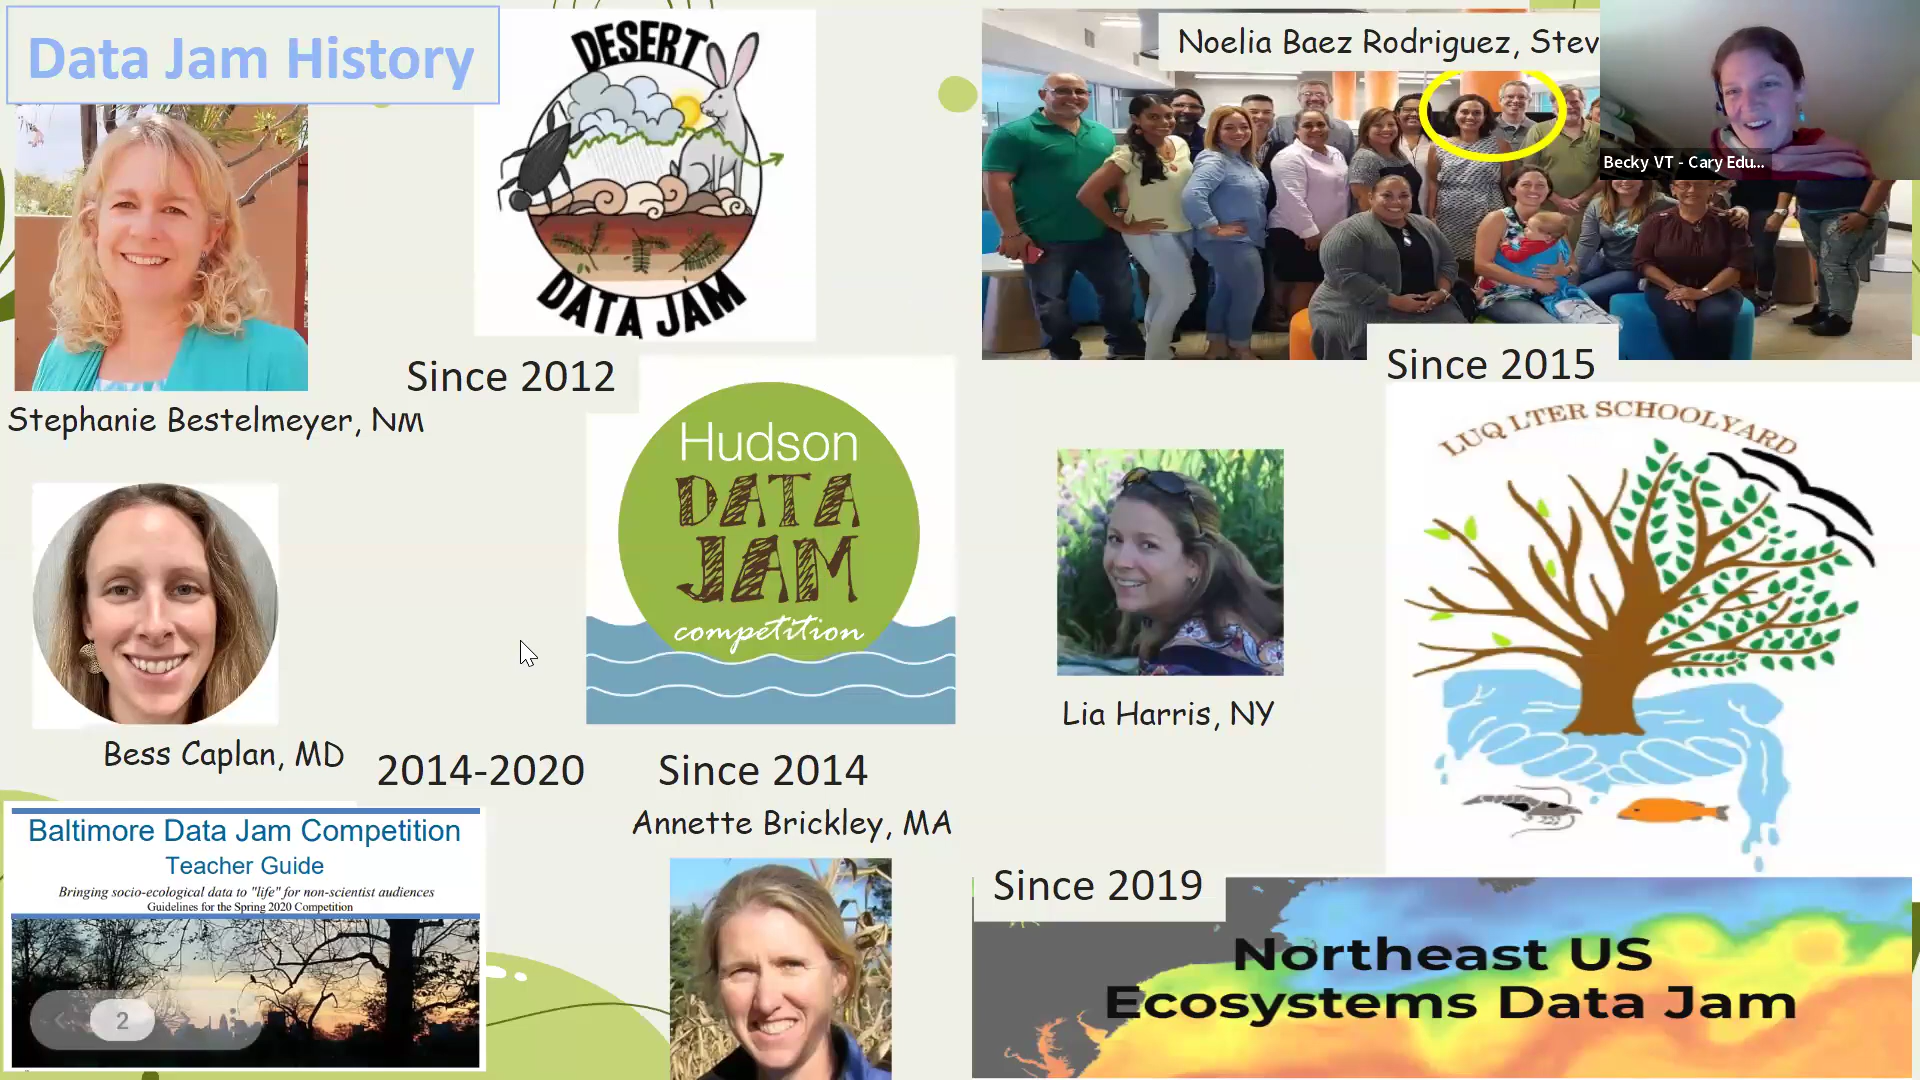 Data Jam History
DESERT
DATA JAM
Noelia Baez Rodriguez, Stev
Becky VT - Cary Edu...
Since 2012
Stephanie Bestelmeyer, NM
Since 2015
LUQ LTER SCHOOLYARD
Hudson
DATA
JAM
competition
Lia Harris, NY
Bess Caplan, MD
2014-2020
Since 2014
Annette Brickley, MA
Baltimore Data Jam Competition
Teacher Guide
Bringing socio-ecological data to "life" for non-scientist audiences
Guidelines for the Spring 2020 Competition
2
Since 2019
Northeast US
Ecosystems Data Jam